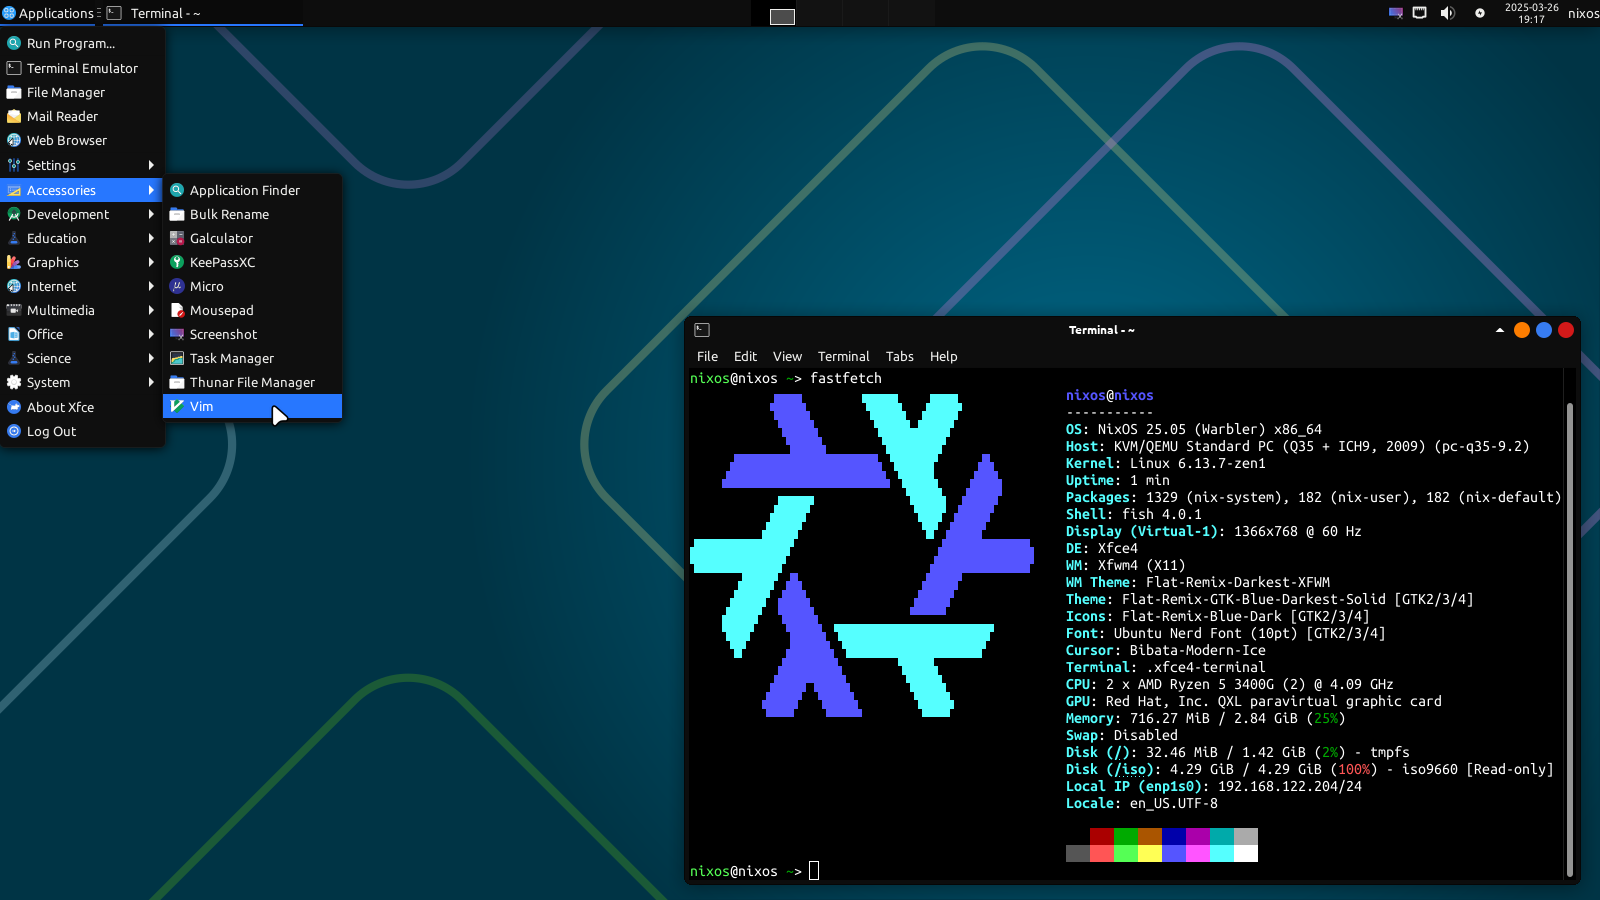 Applications
Terminal - ~
2025-03-26
19:17
nixos
Run Program...
Terminal Emulator
File Manager
Mail Reader
Web Browser
Settings
Accessories
Development
Education
Graphics
Internet
Multimedia
Office
Science
System
About Xfce
Log Out
Application Finder
Bulk Rename
Galculator
KeePassXC
Micro
Mousepad
Screenshot
Task Manager
Thunar File Manager
Vim
Terminal - ~
File Edit View Terminal Tabs Help
nixos@nixos ~> fastfetch
nixos@nixos
-----------
OS: NixOS 25.05 (Warbler) x86_64
Host: KVM/QEMU Standard PC (Q35 + ICH9, 2009) (pc-q35-9.2)
Kernel: Linux 6.13.7-zen1
Uptime: 1 min
Packages: 1329 (nix-system), 182 (nix-user), 182 (nix-default)
Shell: fish 4.0.1
Display (Virtual-1): 1366x768 @ 60 Hz
DE: Xfce4
WM: Xfwm4 (X11)
WM Theme: Flat-Remix-Darkest-XFWM
Theme: Flat-Remix-GTK-Blue-Darkest-Solid [GTK2/3/4]
Icons: Flat-Remix-Blue-Dark [GTK2/3/4]
Font: Ubuntu Nerd Font (10pt) [GTK2/3/4]
Cursor: Bibata-Modern-Ice
Terminal: .xfce4-terminal
CPU: 2 x AMD Ryzen 5 3400G (2) @ 4.09 GHz
GPU: Red Hat, Inc. QXL paravirtual graphic card
Memory: 716.27 MiB / 2.84 GiB (25%)
Swap: Disabled
Disk (/): 32.46 MiB / 1.42 GiB (2%) - tmpfs
Disk (/iso): 4.29 GiB / 4.29 GiB (100%) - iso9660 [Read-only]
Local IP (enp1s0): 192.168.122.204/24
Locale: en_US.UTF-8
nixos@nixos ~>